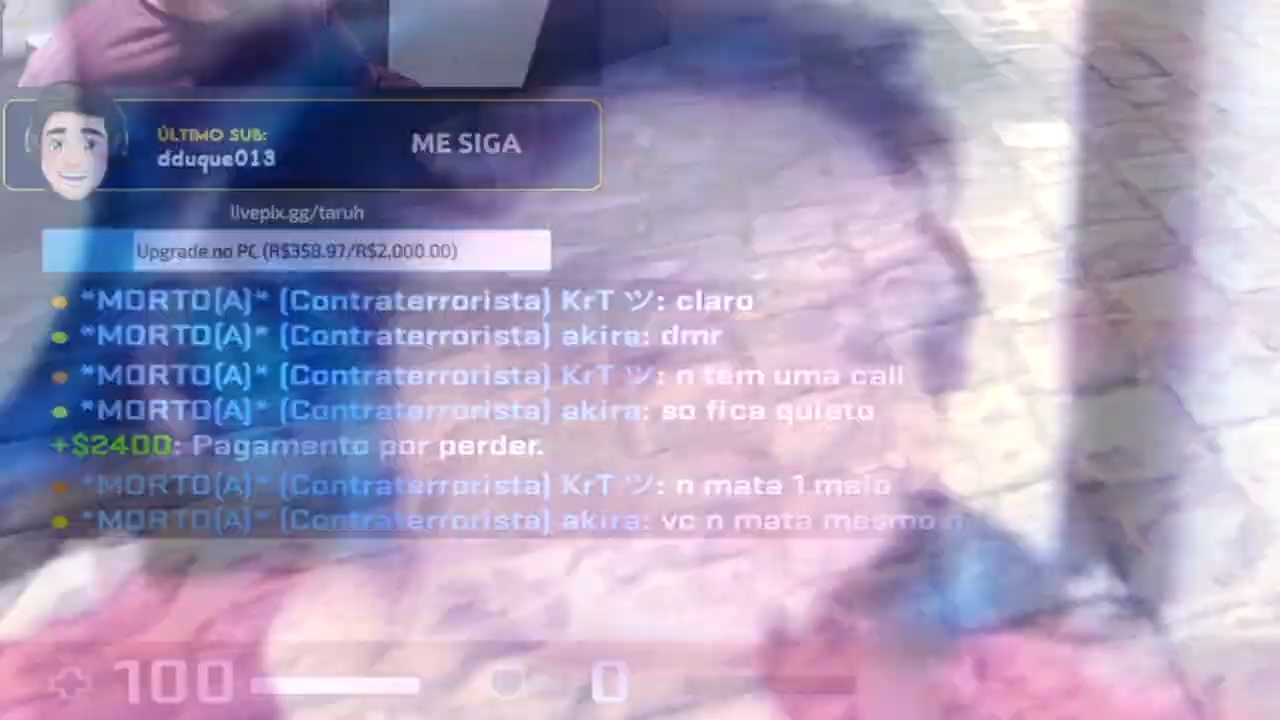 ÚLTIMO SUB:
dduque013
ME SIGA
livepix.gg/taruh
Upgrade no PC (R$358.97/R$2,000.00)
*MORTO(A)* (Contraterrorista) KrT ツ: claro
*MORTO(A)* (Contraterrorista) akira: dmr
*MORTO(A)* (Contraterrorista) KrT ツ: n tem uma call
*MORTO(A)* (Contraterrorista) akira: so fica quieto
+$2400: Pagamento por perder.
*MORTO(A)* (Contraterrorista) KrT ツ: n mata 1 meio
*MORTO(A)* (Contraterrorista) akira: vc n mata mesmo n
100
0